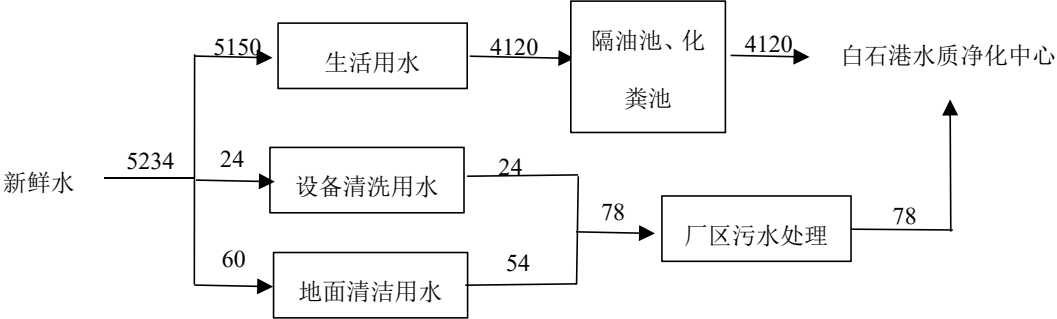 5150
生活用水
4120
隔油池、化
粪池
4120
白石港水质净化中心
新鲜水
5234
24
设备清洗用水
24
78
厂区污水处理
78
60
地面清洁用水
54